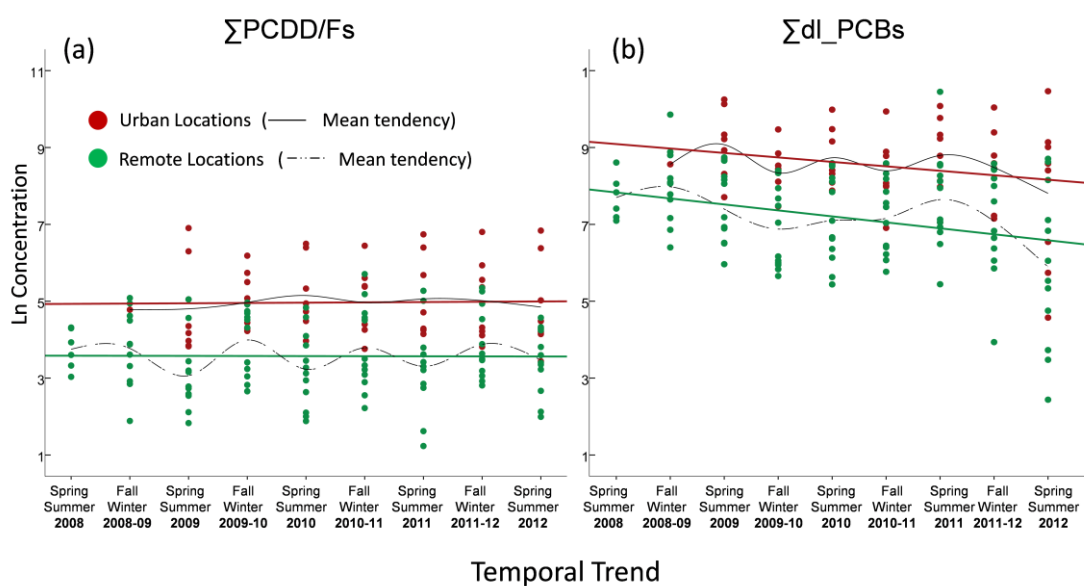 ∑PCDD/Fs
∑dl_PCBs
(a)
(b)
Urban Locations (—— Mean tendency)
Remote Locations (–··– Mean tendency)
Ln Concentration
11
9
7
5
3
1
1
9
7
5
3
1
Spring Summer 2008
Fall Winter 2008-09
Spring Summer 2009
Fall Winter 2009-10
Spring Summer 2010
Fall Winter 2010-11
Spring Summer 2011
Fall Winter 2011-12
Spring Summer 2012
Spring Summer 2008
Fall Winter 2008-09
Spring Summer 2009
Fall Winter 2009-10
Spring Summer 2010
Fall Winter 2010-11
Spring Summer 2011
Fall Winter 2011-12
Spring Summer 2012
Temporal Trend